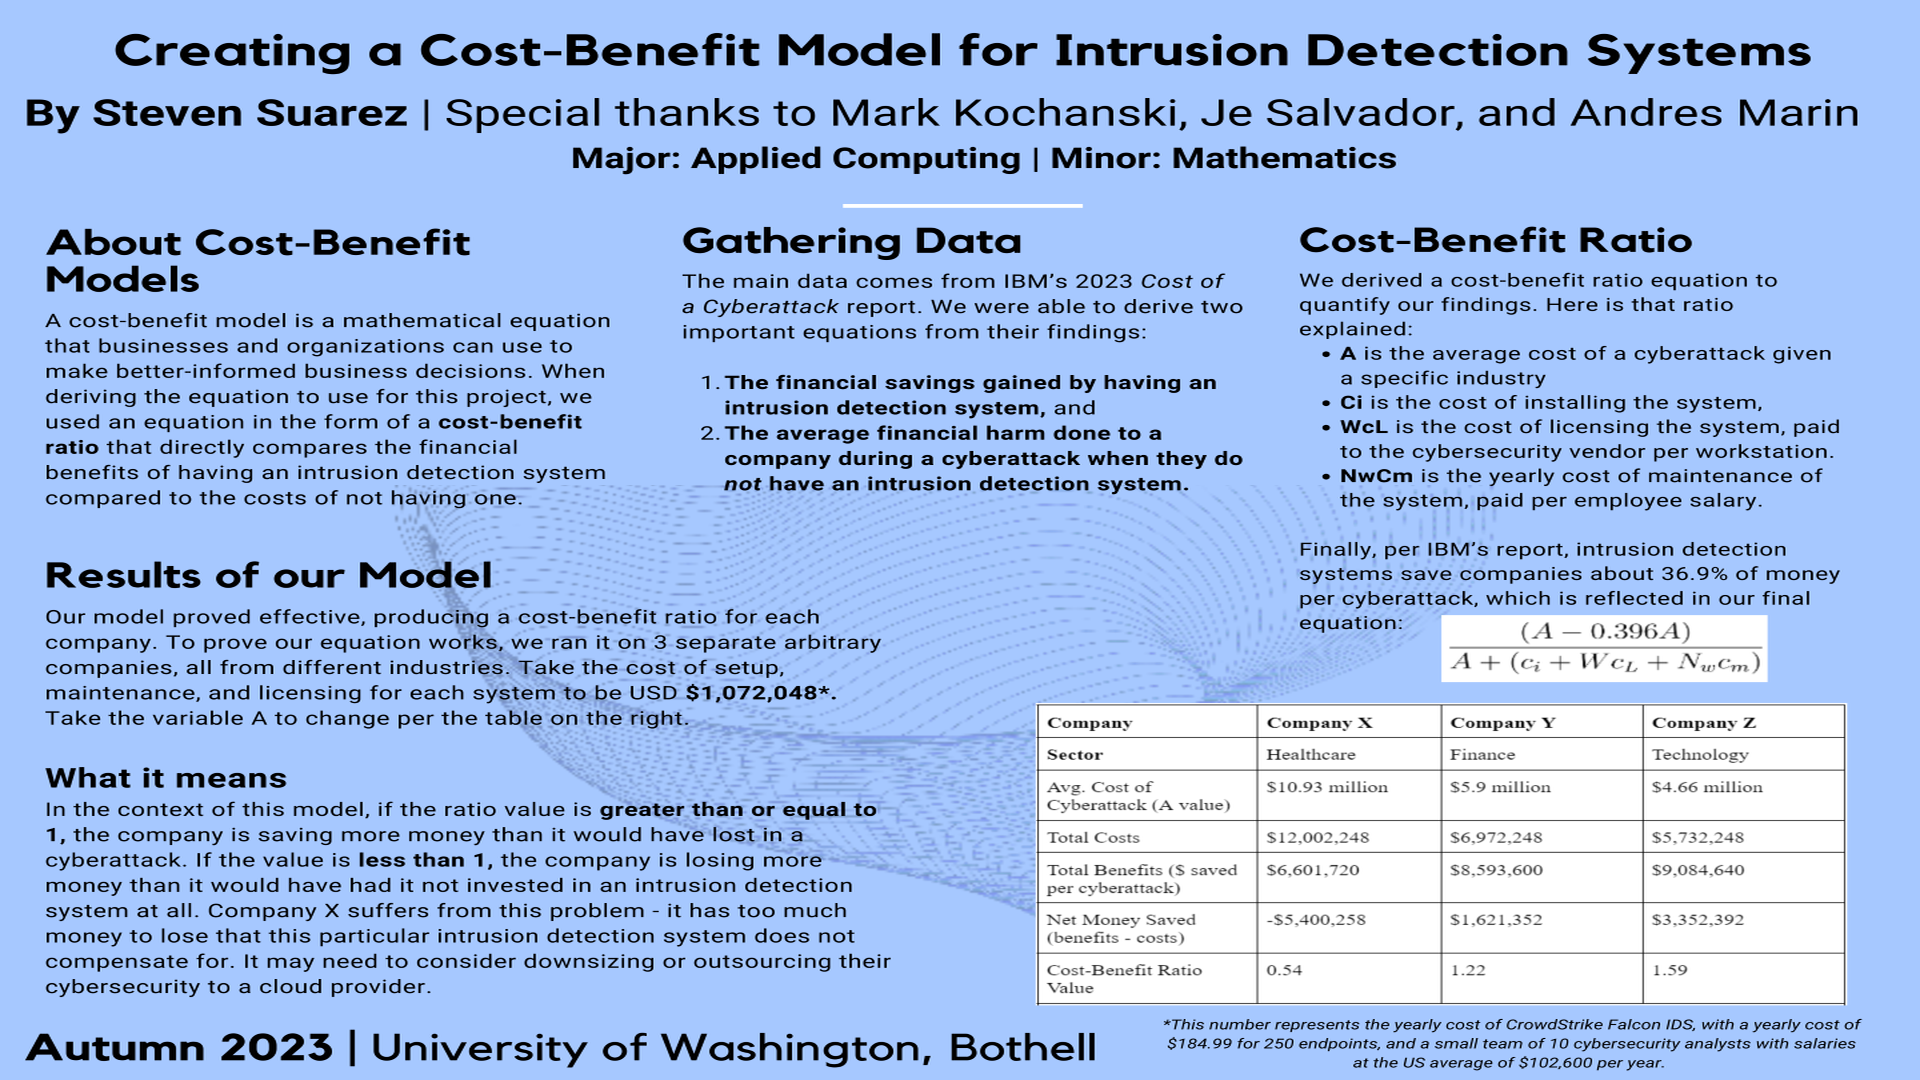 Creating a Cost-Benefit Model for Intrusion Detection Systems
By Steven Suarez | Special thanks to Mark Kochanski, Je Salvador, and Andres Marin
Major: Applied Computing | Minor: Mathematics
About Cost-Benefit
Models
A cost-benefit model is a mathematical equation
that businesses and organizations can use to
make better-informed business decisions. When
deriving the equation to use for this project, we
used an equation in the form of a cost-benefit
ratio that directly compares the financial
benefits of having an intrusion detection system
compared to the costs of not having one.
Results of our Model
Our model proved effective, producing a cost-benefit ratio for each
company. To prove our equation works, we ran it on 3 separate arbitrary
companies, all from different industries. Take the cost of setup,
maintenance, and licensing for each system to be USD $1,072,048*.
Take the variable A to change per the table on the right.
What it means
In the context of this model, if the ratio value is greater than or equal to
1, the company is saving more money than it would have lost in a
cyberattack. If the value is less than 1, the company is losing more
money than it would have had it not invested in an intrusion detection
system at all. Company X suffers from this problem - it has too much
money to lose that this particular intrusion detection system does not
compensate for. It may need to consider downsizing or outsourcing their
cybersecurity to a cloud provider.
Gathering Data
The main data comes from IBM's 2023 Cost of
a Cyberattack report. We were able to derive two
important equations from their findings:
1. The financial savings gained by having an
intrusion detection system, and
2. The average financial harm done to a
company during a cyberattack when they do
not have an intrusion detection system.
Cost-Benefit Ratio
We derived a cost-benefit ratio equation to
quantify our findings. Here is that ratio
explained:
• A is the average cost of a cyberattack given
a specific industry
• Ci is the cost of installing the system,
• WcL is the cost of licensing the system, paid
to the cybersecurity vendor per workstation.
• NwCm is the yearly cost of maintenance of
the system, paid per employee salary.
Finally, per IBM's report, intrusion detection
systems save companies about 36.9% of money
per cyberattack, which is reflected in our final
equation:
(A − 0.396A)
A + (c_i + Wc_L + N_wc_m)
Company Company X Company Y Company Z
Sector Healthcare Finance Technology
Avg. Cost of
Cyberattack (A value) $10.93 million $5.9 million $4.66 million
Total Costs $12,002,248 $6,972,248 $5,732,248
Total Benefits ($ saved
per cyberattack) $6,601,720 $8,593,600 $9,084,640
Net Money Saved
(benefits - costs) -$5,400,258 $1,621,352 $3,352,392
Cost-Benefit Ratio
Value 0.54 1.22 1.59
*This number represents the yearly cost of CrowdStrike Falcon IDS, with a yearly cost of
$184.99 for 250 endpoints, and a small team of 10 cybersecurity analysts with salaries
at the US average of $102,600 per year.
Autumn 2023 | University of Washington, Bothell